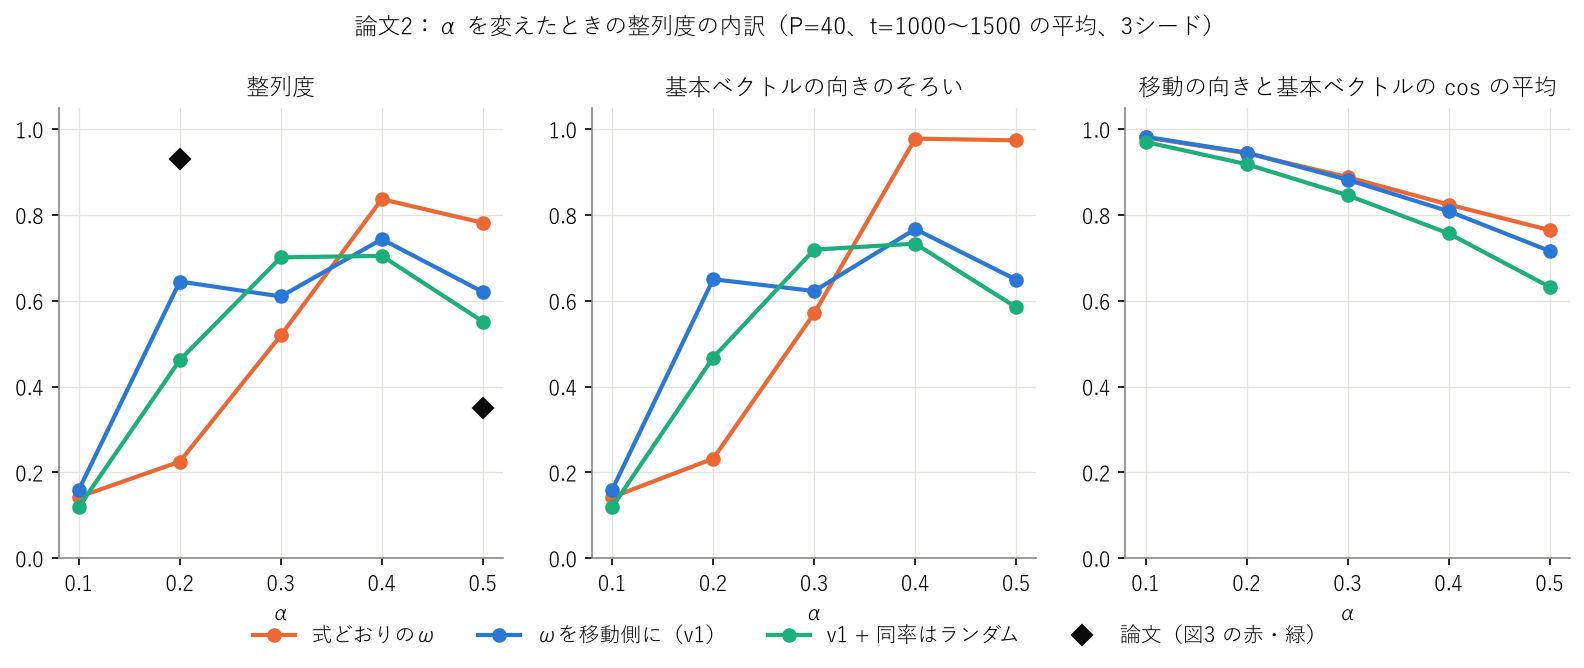 論文2：α を変えたときの整列度の内訳（P=40、t=1000〜1500 の平均、3シード）
整列度
1.0
0.8
0.6
0.4
0.2
0.0
0.1 0.2 0.3 0.4 0.5
α
基本ベクトルの向きのそろい
1.0
0.8
0.6
0.4
0.2
0.0
0.1 0.2 0.3 0.4 0.5
α
移動の向きと基本ベクトルの cos の平均
1.0
0.8
0.6
0.4
0.2
0.0
0.1 0.2 0.3 0.4 0.5
α
式どおりのω ωを移動側に（v1） v1 + 同率はランダム 論文（図3 の赤・緑）